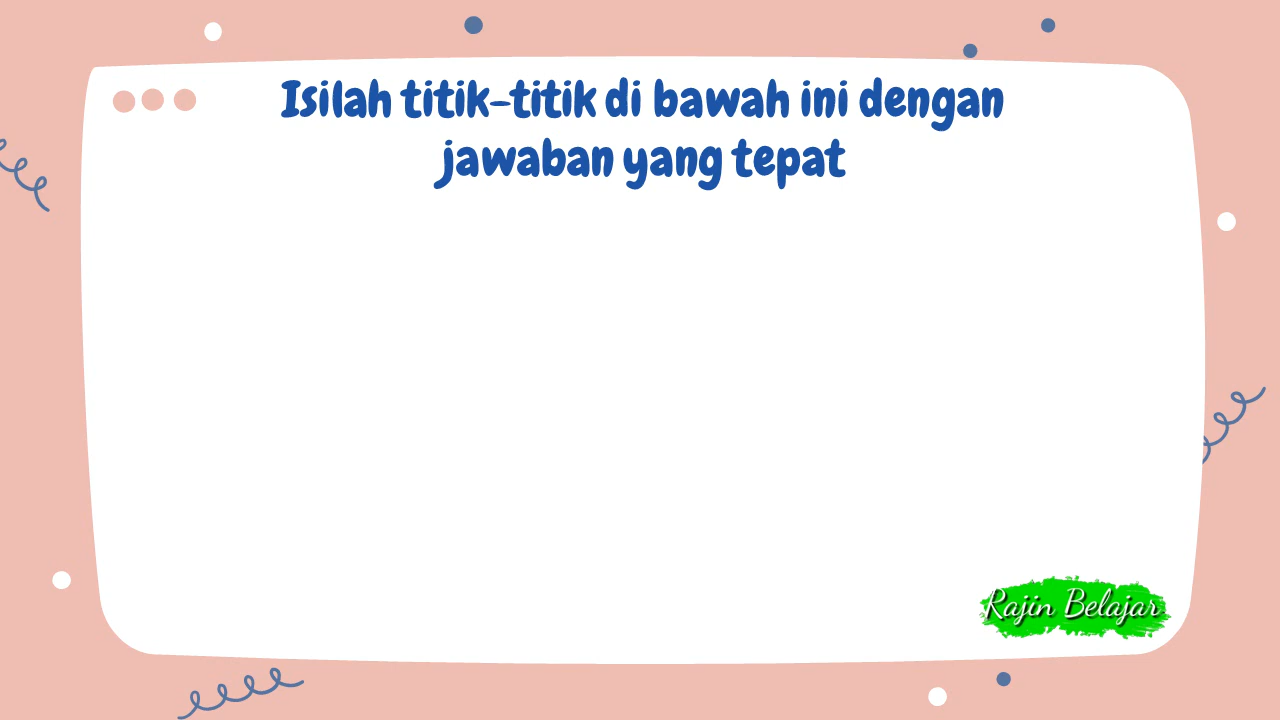 Isilah titik-titik di bawah ini dengan
jawaban yang tepat
Rajin Belajar